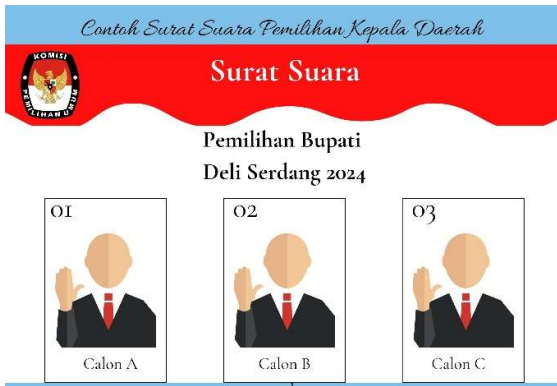 Contoh Surat Suara Pemilihan Kepala Daerah
KOMISI
PEMILIHAN UMUM
Surat Suara
Pemilihan Bupati
Deli Serdang 2024
01 02 03
Calon A Calon B Calon C